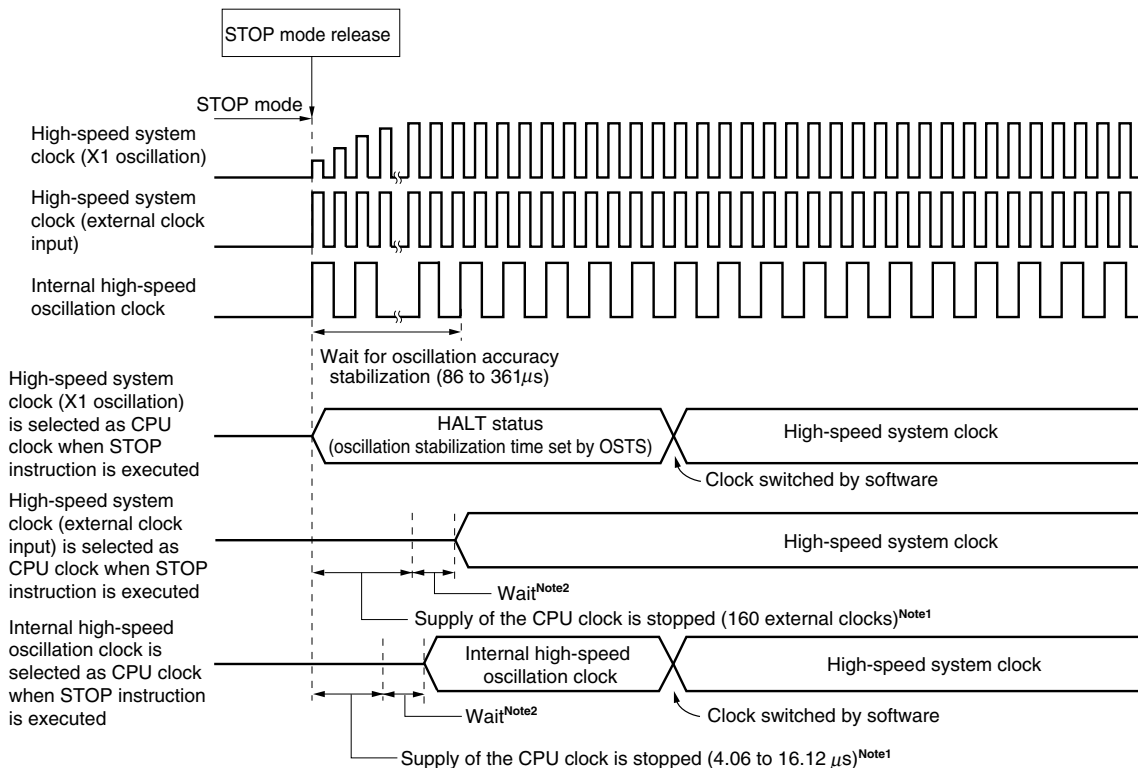 STOP mode release
STOP mode
High-speed system
clock (X1 oscillation)
High-speed system
clock (external clock
input)
Internal high-speed
oscillation clock
Wait for oscillation accuracy
stabilization (86 to 361μs)
High-speed system
clock (X1 oscillation)
is selected as CPU
clock when STOP
instruction is executed
HALT status
(oscillation stabilization time set by OSTS)
High-speed system clock
Clock switched by software
High-speed system
clock (external clock
input) is selected as
CPU clock when STOP
instruction is executed
High-speed system clock
WaitNote2
Supply of the CPU clock is stopped (160 external clocks)Note1
Internal high-speed
oscillation clock is
selected as CPU clock
when STOP instruction
is executed
Internal high-speed
oscillation clock
High-speed system clock
WaitNote2
Clock switched by software
Supply of the CPU clock is stopped (4.06 to 16.12 μs)Note1